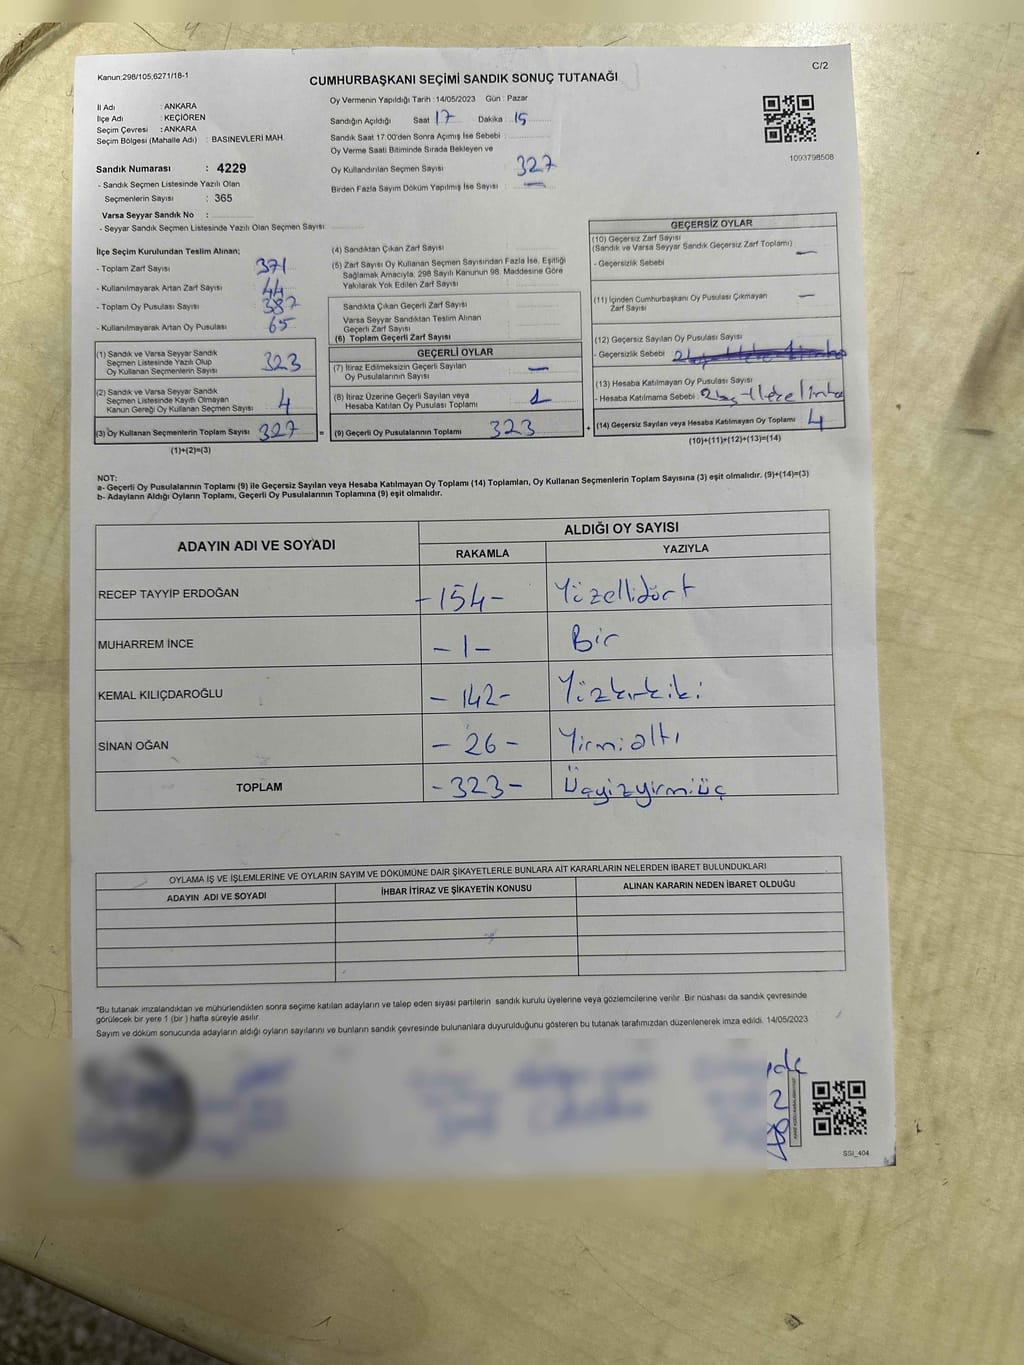 Kanun:298/105;6271/18-1
C/2
CUMHURBAŞKANI SEÇİMİ SANDIK SONUÇ TUTANAĞI
İl Adı : ANKARA
İlçe Adı : KEÇİÖREN
Seçim Çevresi : ANKARA
Seçim Bölgesi (Mahalle Adı) : BASINEVLERİ MAH.
Sandık Numarası : 4229
- Sandık Seçmen Listesinde Yazılı Olan
Seçmenlerin Sayısı : 365
Varsa Seyyar Sandık No :
- Seyyar Sandık Seçmen Listesinde Yazılı Olan Seçmen Sayısı:
Oy Vermenin Yapıldığı Tarih :14/05/2023 Gün : Pazar
Sandığın Açıldığı Saat 17 Dakika 15
Sandık Saat 17:00'den Sonra Açımış İse Sebebi :
Oy Verme Saati Bitiminde Sırada Bekleyen ve
Oy Kullandırılan Seçmen Sayısı 327
Birden Fazla Sayım Döküm Yapılmış İse Sayısı : —
1093798508
İlçe Seçim Kurulundan Teslim Alınan;
- Toplam Zarf Sayısı 371
- Kullanılmayarak Artan Zarf Sayısı 44
- Toplam Oy Pusulası Sayısı 387
- Kullanılmayarak Artan Oy Pusulası 65
(1) Sandık ve Varsa Seyyar Sandık
Seçmen Listesinde Yazılı Olup
Oy Kullanan Seçmenlerin Sayısı 323
(2) Sandık ve Varsa Seyyar Sandık
Seçmen Listesinde Kayıtlı Olmayan
Kanun Gereği Oy Kullanan Seçmen Sayısı 4
(3) Oy Kullanan Seçmenlerin Toplam Sayısı 327
(1)+(2)=(3)
(4) Sandıktan Çıkan Zarf Sayısı
(5) Zarf Sayısı Oy Kullanan Seçmen Sayısından Fazla İse, Eşitliği
Sağlamak Amacıyla, 298 Sayılı Kanunun 98. Maddesine Göre
Yakılarak Yok Edilen Zarf Sayısı
Sandıkta Çıkan Geçerli Zarf Sayısı
Varsa Seyyar Sandıktan Teslim Alınan
Geçerli Zarf Sayısı
(6) Toplam Geçerli Zarf Sayısı
GEÇERLİ OYLAR
(7) İtiraz Edilmeksizin Geçerli Sayılan
Oy Pusulalarının Sayısı —
(8) İtiraz Üzerine Geçerli Sayılan veya
Hesaba Katılan Oy Pusulası Toplamı
= (9) Geçerli Oy Pusulalarının Toplamı 323
GEÇERSİZ OYLAR
(10) Geçersiz Zarf Sayısı
(Sandık ve Varsa Seyyar Sandık Geçersiz Zarf Toplamı) —
- Geçersizlik Sebebi
(11) İçinden Cumhurbaşkanı Oy Pusulası Çıkmayan
Zarf Sayısı —
(12) Geçersiz Sayılan Oy Pusulası Sayısı
- Geçersizlik Sebebi
(13) Hesaba Katılmayan Oy Pusulası Sayısı
- Hesaba Katılmama Sebebi :
+ (14) Geçersiz Sayılan veya Hesaba Katılmayan Oy Toplamı 4
(10)+(11)+(12)+(13)=(14)
NOT:
a- Geçerli Oy Pusulalarının Toplamı (9) ile Geçersiz Sayılan veya Hesaba Katılmayan Oy Toplamı (14) Toplamları, Oy Kullanan Seçmenlerin Toplam Sayısına (3) eşit olmalıdır. (9)+(14)=(3)
b- Adayların Aldığı Oyların Toplamı, Geçerli Oy Pusulalarının Toplamına (9) eşit olmalıdır.
ADAYIN ADI VE SOYADI
ALDIĞI OY SAYISI
RAKAMLA YAZIYLA
RECEP TAYYİP ERDOĞAN -154- Yüzellidört
MUHARREM İNCE -1- Bir
KEMAL KILIÇDAROĞLU -142- Yüzkırkiki
SİNAN OĞAN -26- Yirmialtı
TOPLAM -323- Üçyüzyirmiüç
OYLAMA İŞ VE İŞLEMLERİNE VE OYLARIN SAYIM VE DÖKÜMÜNE DAİR ŞİKAYETLERLE BUNLARA AİT KARARLARIN NELERDEN İBARET BULUNDUKLARI
ADAYIN ADI VE SOYADI İHBAR İTİRAZ VE ŞİKAYETİN KONUSU ALINAN KARARIN NEDEN İBARET OLDUĞU
*Bu tutanak imzalandıktan ve mühürlendikten sonra seçime katılan adayların ve talep eden siyasi partilerin sandık kurulu üyelerine veya gözlemcilerine verilir .Bir nüshası da sandık çevresinde
görülecek bir yere 1 (bir ) hafta süreyle asılır.
Sayım ve döküm sonucunda adayların aldığı oyların sayılarını ve bunların sandık çevresinde bulunanlara duyurulduğunu gösteren bu tutanak tarafımızdan düzenlenerek imza edildi. 14/05/2023
SSI_404